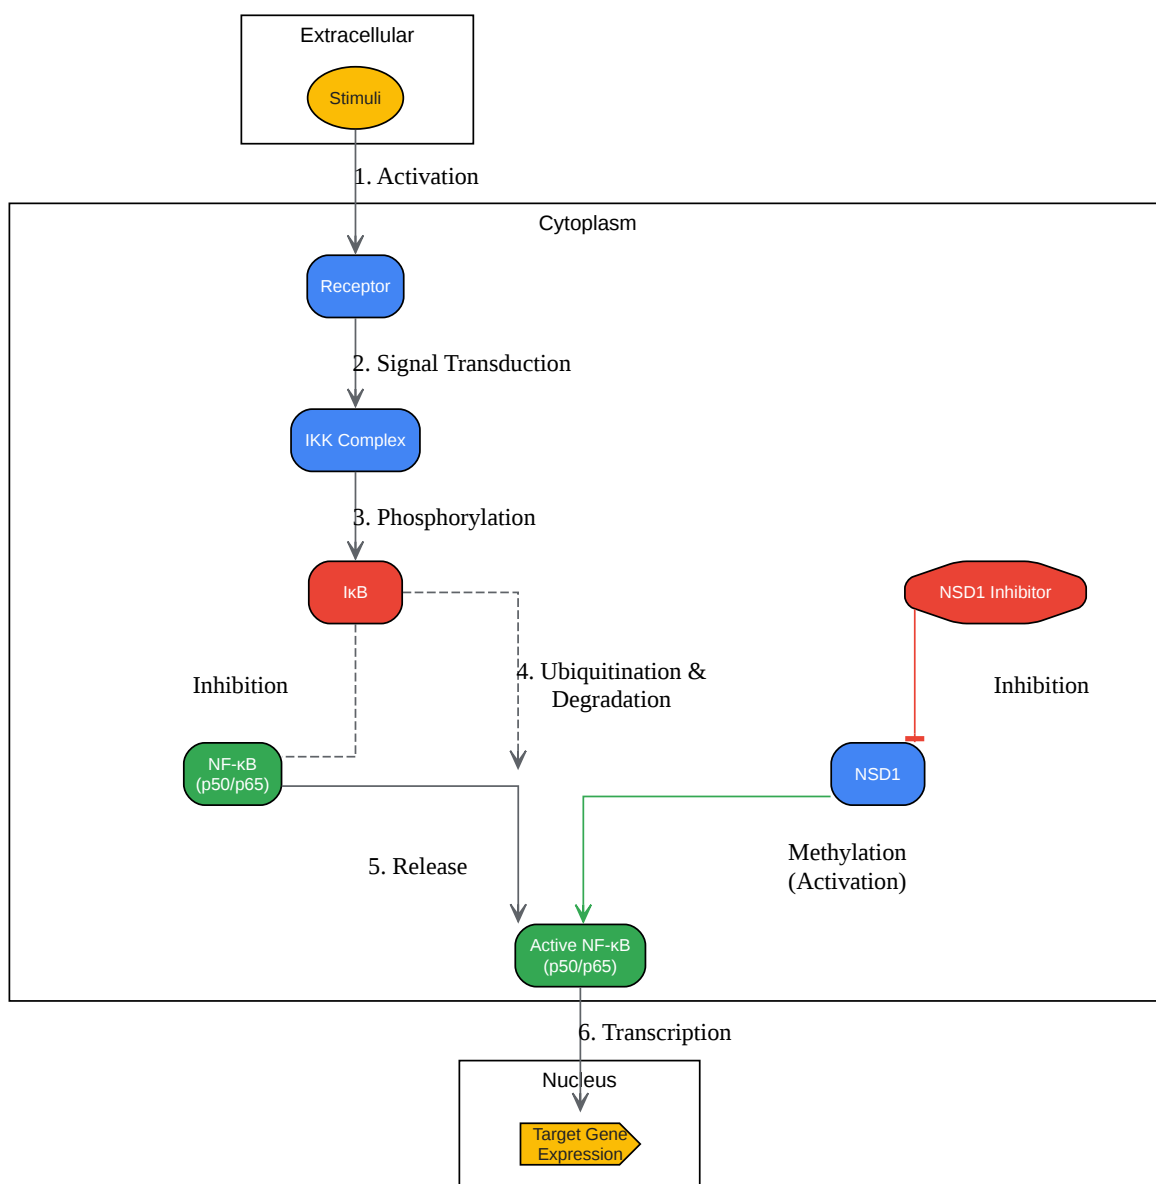 Extracellular
Stimuli
1. Activation
Cytoplasm
Receptor
2. Signal Transduction
IKK Complex
3. Phosphorylation
IκB
NSD1 Inhibitor
4. Ubiquitination &
Degradation
Inhibition
Inhibition
NF-κB
(p50/p65)
NSD1
5. Release
Methylation
(Activation)
Active NF-κB
(p50/p65)
6. Transcription
Nucleus
Target Gene
Expression